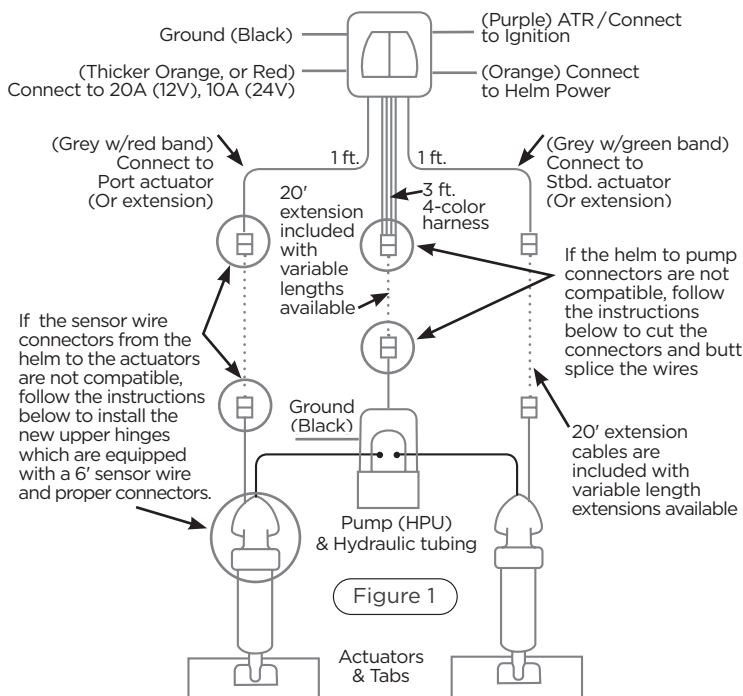 Ground (Black)
(Purple) ATR/Connect
to Ignition
(Thicker Orange, or Red)
Connect to 20A (12V), 10A (24V)
(Orange) Connect
to Helm Power
(Grey w/red band)
Connect to
Port actuator
(Or extension)
1 ft.
1 ft.
(Grey w/green band)
Connect to
Stbd. actuator
(Or extension)
20'
extension
included
with
variable
lengths
available
3 ft.
4-color
harness
If the helm to pump
connectors are not
compatible, follow
the instructions
below to cut the
connectors and butt
splice the wires
If the sensor wire
connectors from the
helm to the actuators
are not compatible,
follow the instructions
below to install the
new upper hinges
which are equipped
with a 6' sensor wire
and proper connectors.
Ground
(Black)
20' extension
cables are
included with
variable length
extensions available
Pump (HPU)
& Hydraulic tubing
Figure 1
Actuators
& Tabs